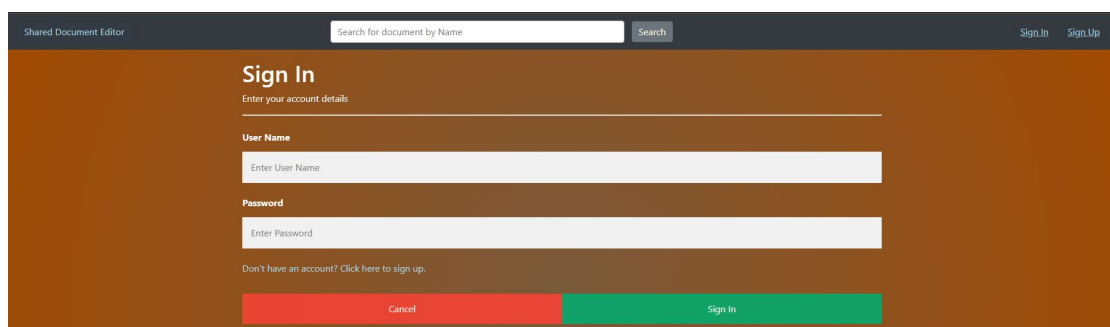 Shared Document Editor
Search for document by Name
Search
Sign In
Sign Up
Sign In
Enter your account details
User Name
Enter User Name
Password
Enter Password
Don't have an account? Click here to sign up.
Cancel
Sign In